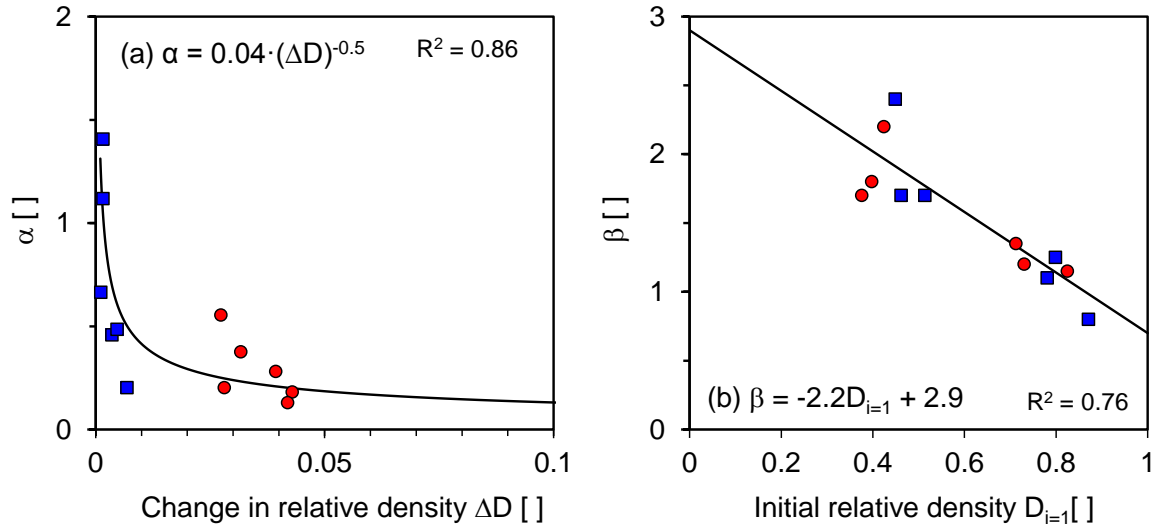 (a) α = 0.04·(ΔD)⁻⁰·⁵ R² = 0.86
2
1
0
α [ ]
0 0.05 0.1
Change in relative density ΔD [ ]
3
2
1
0
β [ ]
(b) β = -2.2Dᵢ₌₁ + 2.9 R² = 0.76
0 0.2 0.4 0.6 0.8 1
Initial relative density Dᵢ₌₁[ ]